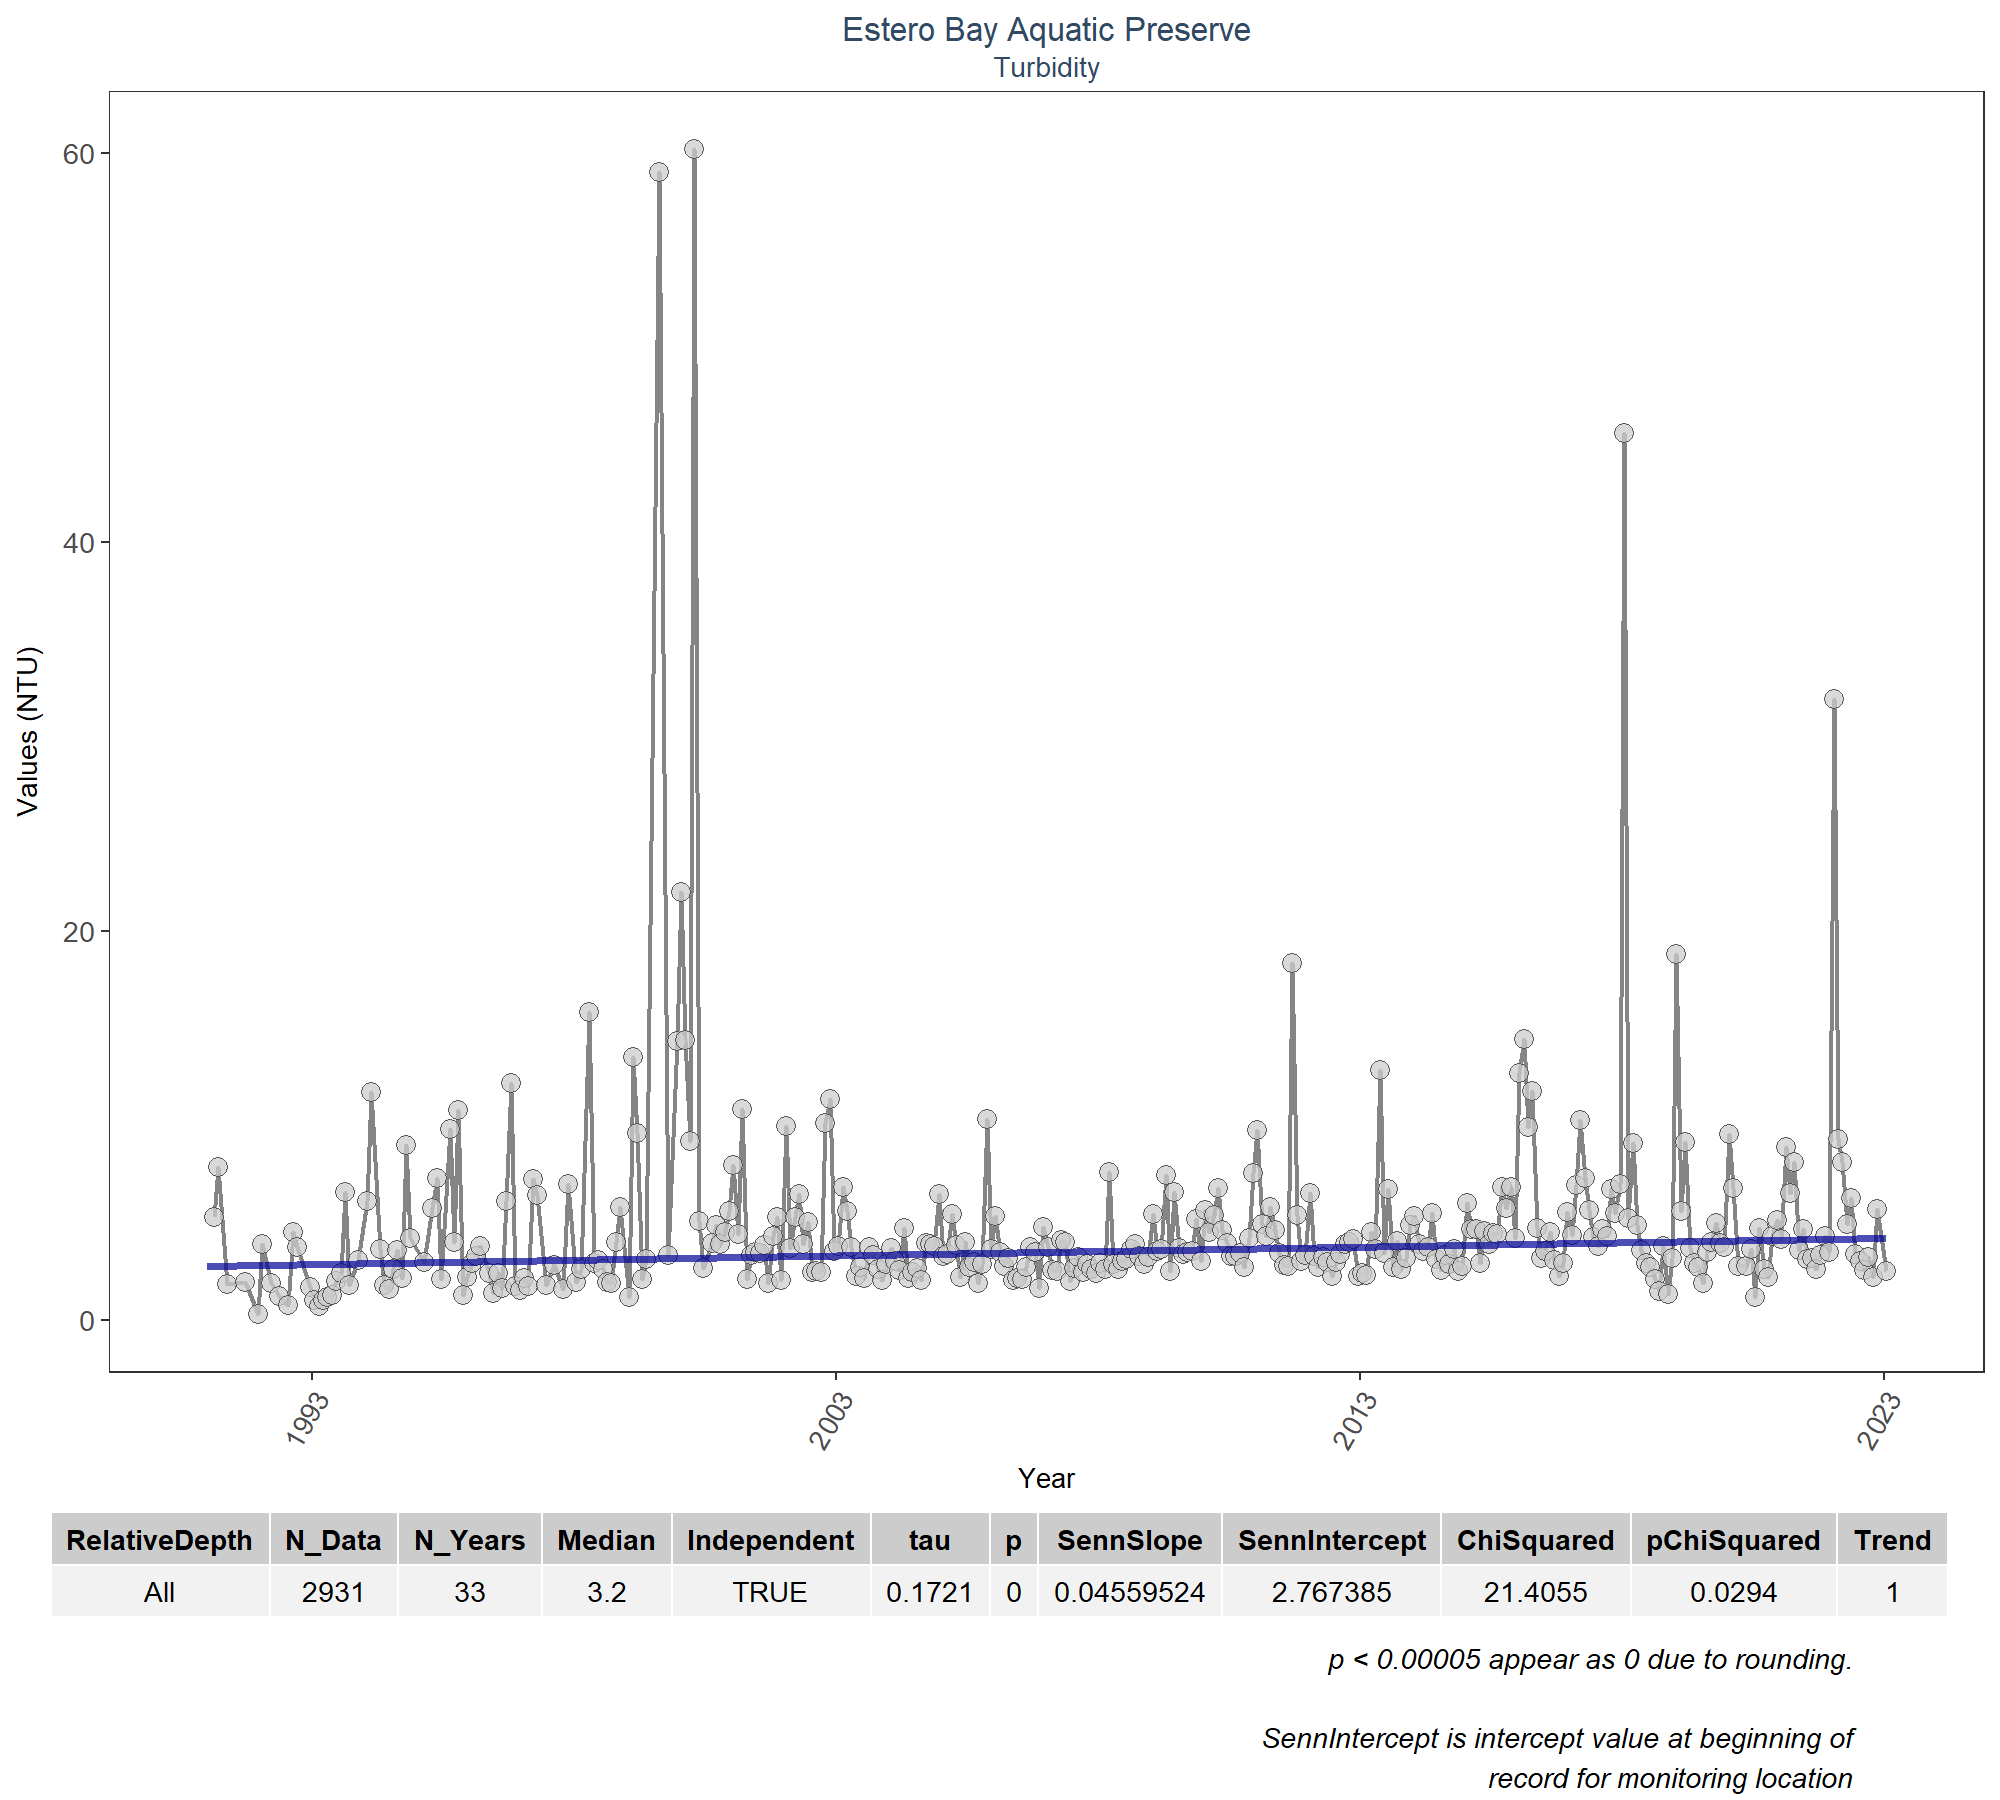 Estero Bay Aquatic Preserve
Turbidity
60
40
20
0
Values (NTU)
1993
2003
2013
2023
Year
RelativeDepth N_Data N_Years Median Independent tau p SennSlope SennIntercept ChiSquared pChiSquared Trend
All 2931 33 3.2 TRUE 0.1721 0 0.04559524 2.767385 21.4055 0.0294 1
p < 0.00005 appear as 0 due to rounding.
SennIntercept is intercept value at beginning of
record for monitoring location